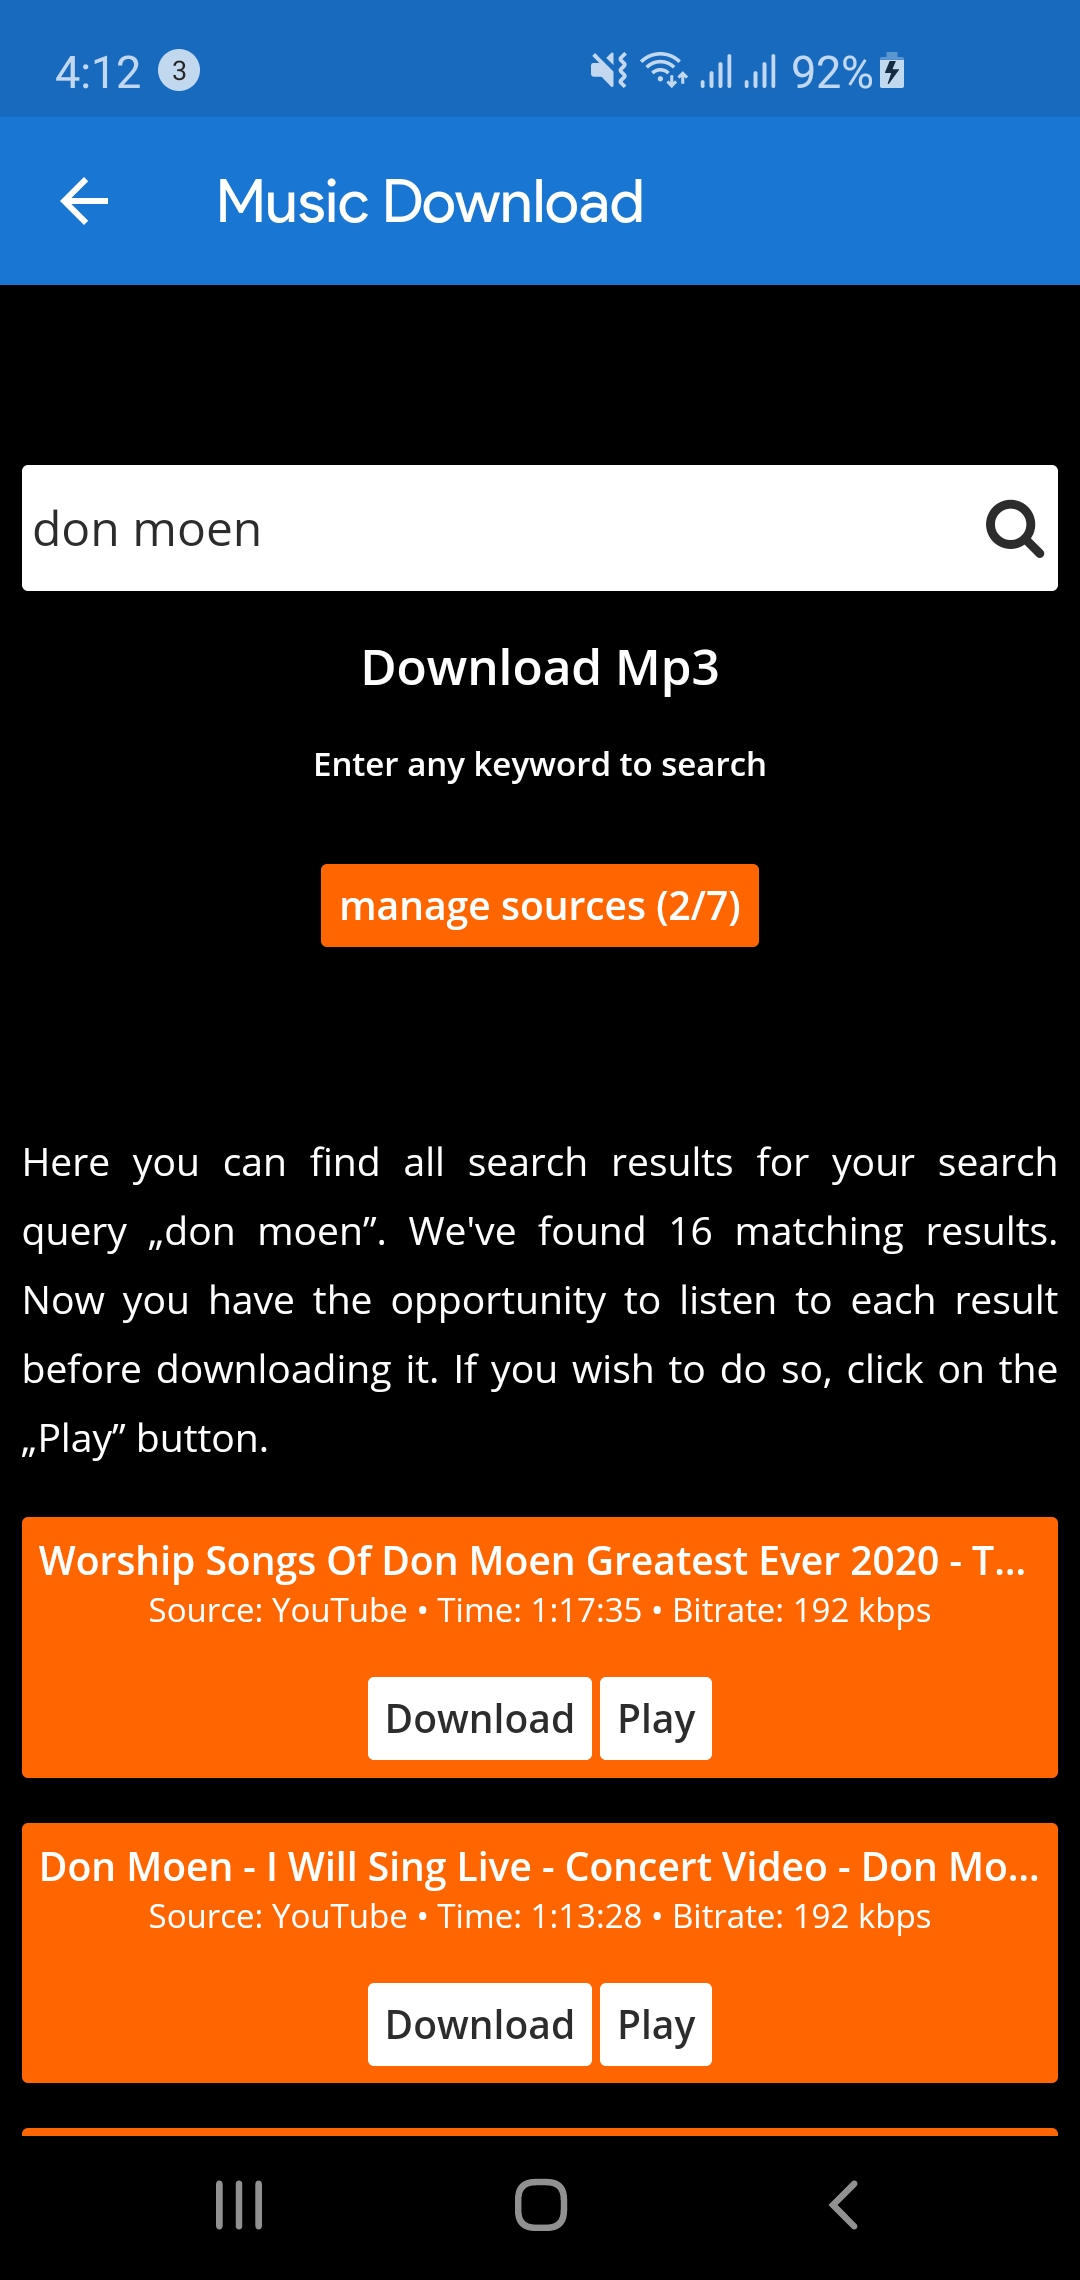 4:12 3 92%
Music Download
don moen
Download Mp3
Enter any keyword to search
manage sources (2/7)
Here you can find all search results for your search
query „don moen”. We've found 16 matching results.
Now you have the opportunity to listen to each result
before downloading it. If you wish to do so, click on the
„Play” button.
Worship Songs Of Don Moen Greatest Ever 2020 - T...
Source: YouTube • Time: 1:17:35 • Bitrate: 192 kbps
Download Play
Don Moen - I Will Sing Live - Concert Video - Don Mo...
Source: YouTube • Time: 1:13:28 • Bitrate: 192 kbps
Download Play